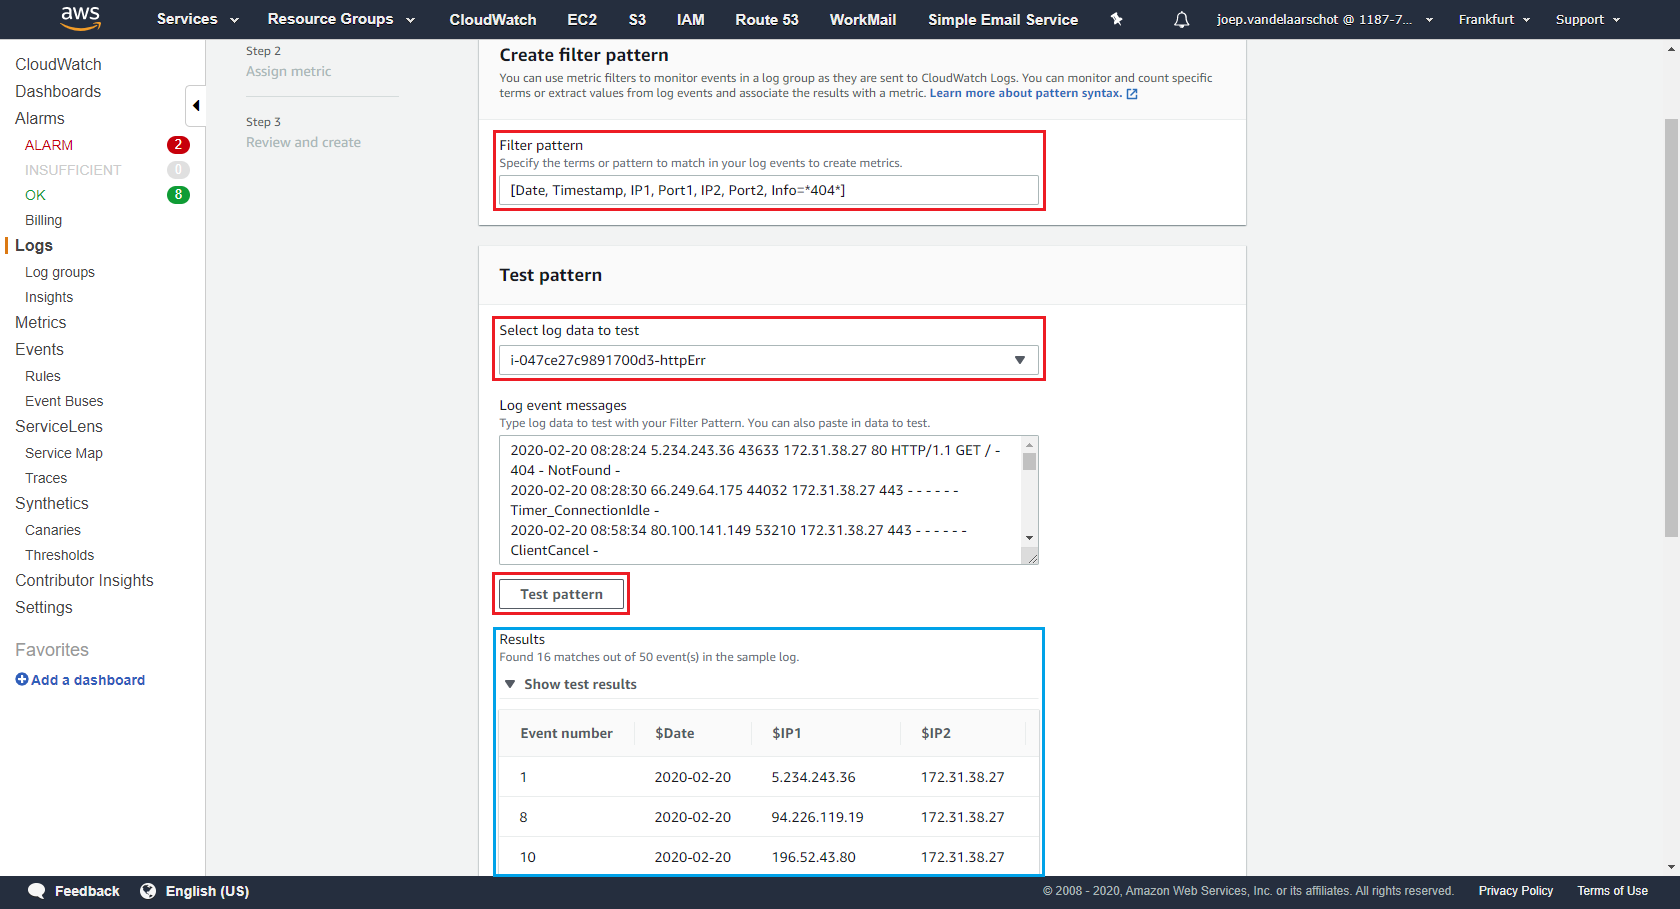 aws
Services
Resource Groups
CloudWatch
EC2
S3
IAM
Route 53
WorkMail
Simple Email Service
joep.vandelaarschot @ 1187-7...
Frankfurt
Support
CloudWatch
Dashboards
Alarms
ALARM 2
INSUFFICIENT 0
OK 8
Billing
Logs
Log groups
Insights
Metrics
Events
Rules
Event Buses
ServiceLens
Service Map
Traces
Synthetics
Canaries
Thresholds
Contributor Insights
Settings
Favorites
Add a dashboard
Step 2
Assign metric
Step 3
Review and create
Create filter pattern
You can use metric filters to monitor events in a log group as they are sent to CloudWatch Logs. You can monitor and count specific
terms or extract values from log events and associate the results with a metric. Learn more about pattern syntax.
Filter pattern
Specify the terms or pattern to match in your log events to create metrics.
[Date, Timestamp, IP1, Port1, IP2, Port2, Info=*404*]
Test pattern
Select log data to test
i-047ce27c9891700d3-httpErr
Log event messages
Type log data to test with your Filter Pattern. You can also paste in data to test.
2020-02-20 08:28:24 5.234.243.36 43633 172.31.38.27 80 HTTP/1.1 GET / -
404 - NotFound -
2020-02-20 08:28:30 66.249.64.175 44032 172.31.38.27 443 - - - - - -
Timer_ConnectionIdle -
2020-02-20 08:58:34 80.100.141.149 53210 172.31.38.27 443 - - - - - -
ClientCancel -
Test pattern
Results
Found 16 matches out of 50 event(s) in the sample log.
Show test results
Event number $Date $IP1 $IP2
1 2020-02-20 5.234.243.36 172.31.38.27
8 2020-02-20 94.226.119.19 172.31.38.27
10 2020-02-20 196.52.43.80 172.31.38.27
Feedback
English (US)
© 2008 - 2020, Amazon Web Services, Inc. or its affiliates. All rights reserved.
Privacy Policy
Terms of Use